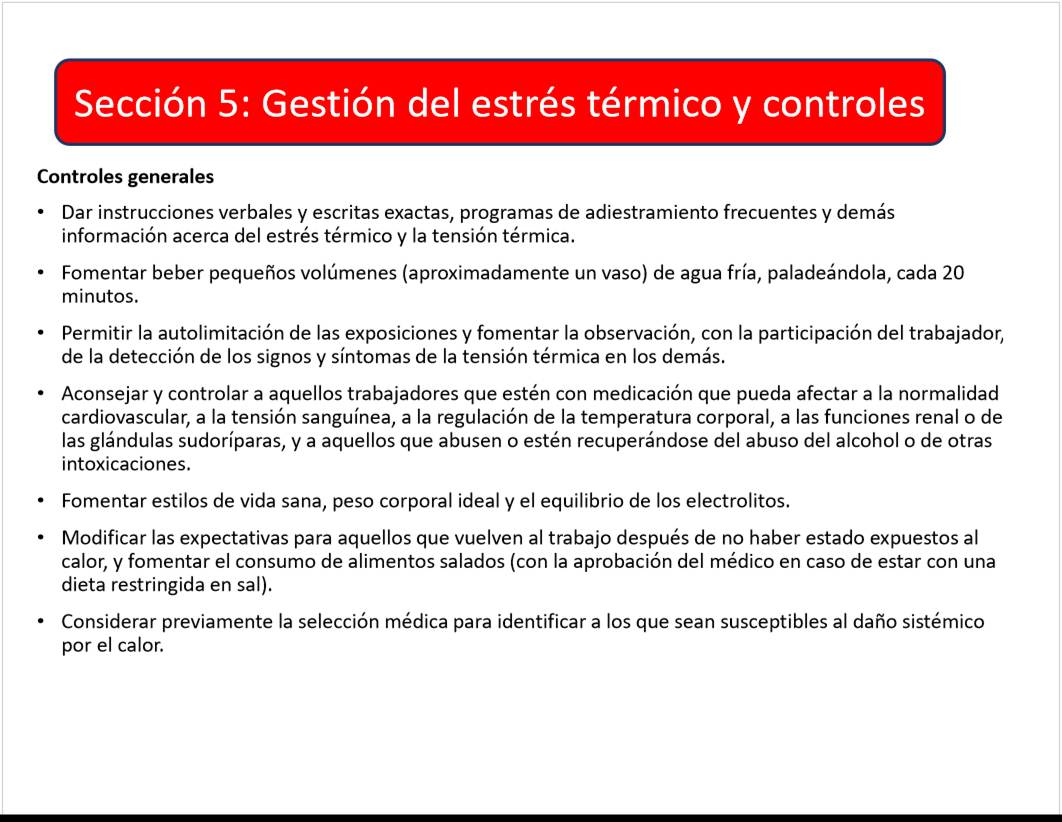 Sección 5: Gestión del estrés térmico y controles
Controles generales
• Dar instrucciones verbales y escritas exactas, programas de adiestramiento frecuentes y demás
información acerca del estrés térmico y la tensión térmica.
• Fomentar beber pequeños volúmenes (aproximadamente un vaso) de agua fría, paladeándola, cada 20
minutos.
• Permitir la autolimitación de las exposiciones y fomentar la observación, con la participación del trabajador,
de la detección de los signos y síntomas de la tensión térmica en los demás.
• Aconsejar y controlar a aquellos trabajadores que estén con medicación que pueda afectar a la normalidad
cardiovascular, a la tensión sanguínea, a la regulación de la temperatura corporal, a las funciones renal o de
las glándulas sudoríparas, y a aquellos que abusen o estén recuperándose del abuso del alcohol o de otras
intoxicaciones.
• Fomentar estilos de vida sana, peso corporal ideal y el equilibrio de los electrolitos.
• Modificar las expectativas para aquellos que vuelven al trabajo después de no haber estado expuestos al
calor, y fomentar el consumo de alimentos salados (con la aprobación del médico en caso de estar con una
dieta restringida en sal).
• Considerar previamente la selección médica para identificar a los que sean susceptibles al daño sistémico
por el calor.